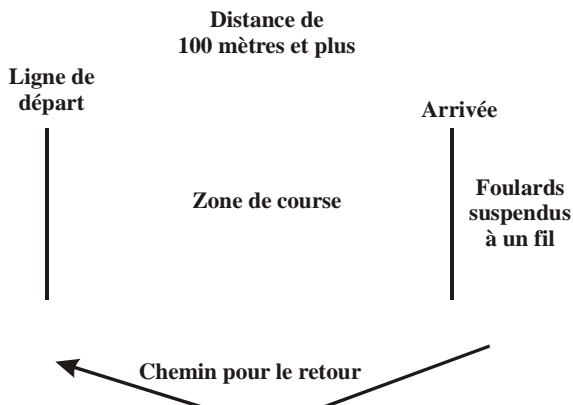 Distance de
100 mètres et plus
Ligne de
départ
Arrivée
Zone de course
Foulards
suspendus
à un fil
Chemin pour le retour